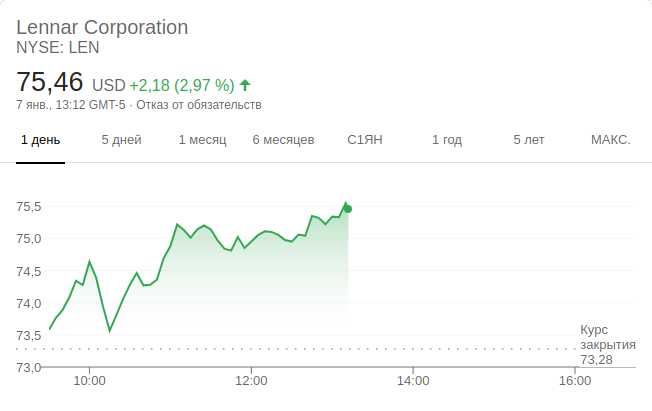 Lennar Corporation
NYSE: LEN
75,46 USD +2,18 (2,97 %)
7 янв., 13:12 GMT-5 · Отказ от обязательств
1 день 5 дней 1 месяц 6 месяцев С1ЯН 1 год 5 лет МАКС.
75,5
75,0
74,5
74,0
73,5
73,0
Курс
закрытия
73,28
10:00 12:00 14:00 16:00